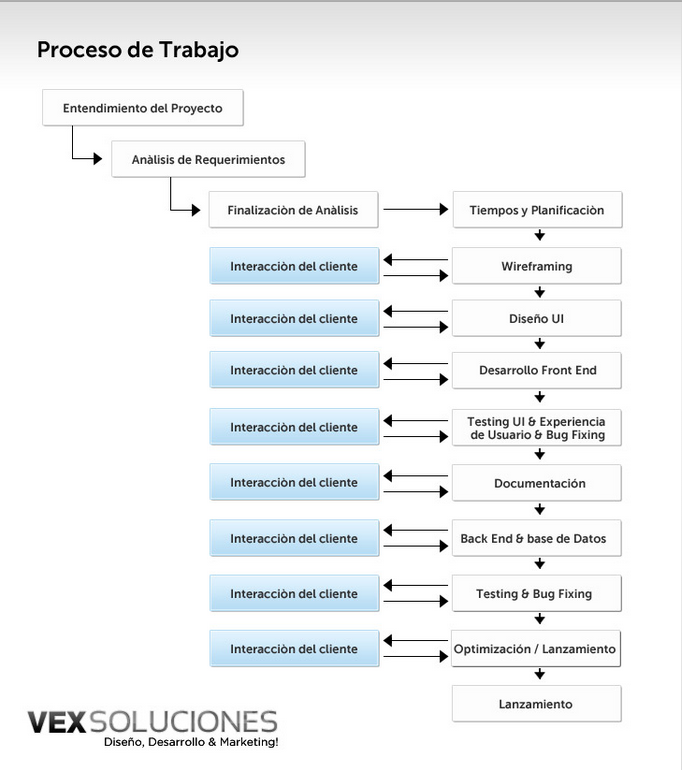 Proceso de Trabajo
Entendimiento del Proyecto
Anàlisis de Requerimientos
Finalizaciòn de Anàlisis
Tiempos y Planificaciòn
Interacciòn del cliente
Wireframing
Interacciòn del cliente
Diseño UI
Interacciòn del cliente
Desarrollo Front End
Interacciòn del cliente
Testing UI & Experiencia
de Usuario & Bug Fixing
Interacciòn del cliente
Documentación
Interacciòn del cliente
Back End & base de Datos
Interacciòn del cliente
Testing & Bug Fixing
Interacciòn del cliente
Optimización / Lanzamiento
Lanzamiento
VEXSOLUCIONES
Diseño, Desarrollo & Marketing!